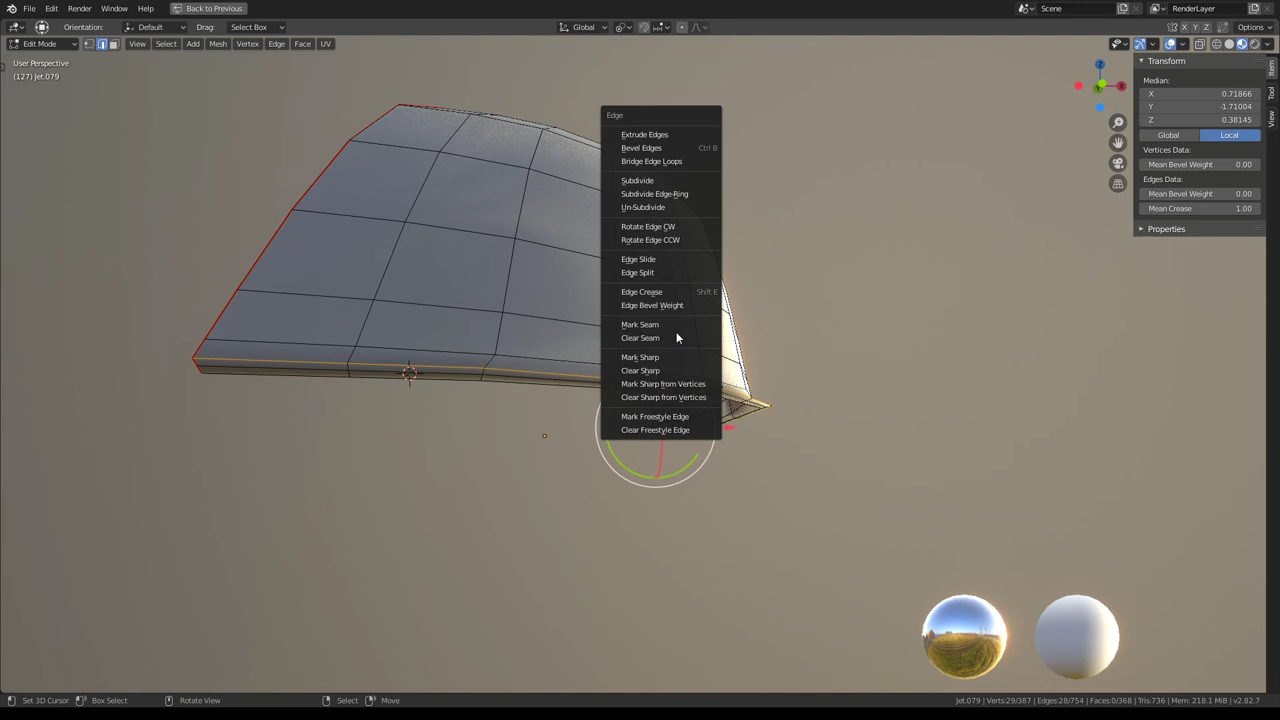 File Edit Render Window Help Back to Previous Scene RenderLayer
Orientation: Default Drag: Select Box Global X Y Z Options
Edit Mode View Select Add Mesh Vertex Edge Face UV
User Perspective
(127) Jet.079
Edge
Extrude Edges
Bevel Edges Ctrl B
Bridge Edge Loops
Subdivide
Subdivide Edge-Ring
Un-Subdivide
Rotate Edge CW
Rotate Edge CCW
Edge Slide
Edge Split
Edge Crease Shift E
Edge Bevel Weight
Mark Seam
Clear Seam
Mark Sharp
Clear Sharp
Mark Sharp from Vertices
Clear Sharp from Vertices
Mark Freestyle Edge
Clear Freestyle Edge
Z
X
Y
Transform
Median:
X 0.71866
Y -1.71004
Z 0.38145
Global Local
Vertices Data:
Mean Bevel Weight 0.00
Edges Data:
Mean Bevel Weight 0.00
Mean Crease 1.00
Properties
Item
Tool
View
Set 3D Cursor Box Select Rotate View Select Move Jet.079 | Verts:29/387 | Edges:28/754 | Faces:0/368 | Tris:736 | Mem: 218.1 MiB | v2.82.7